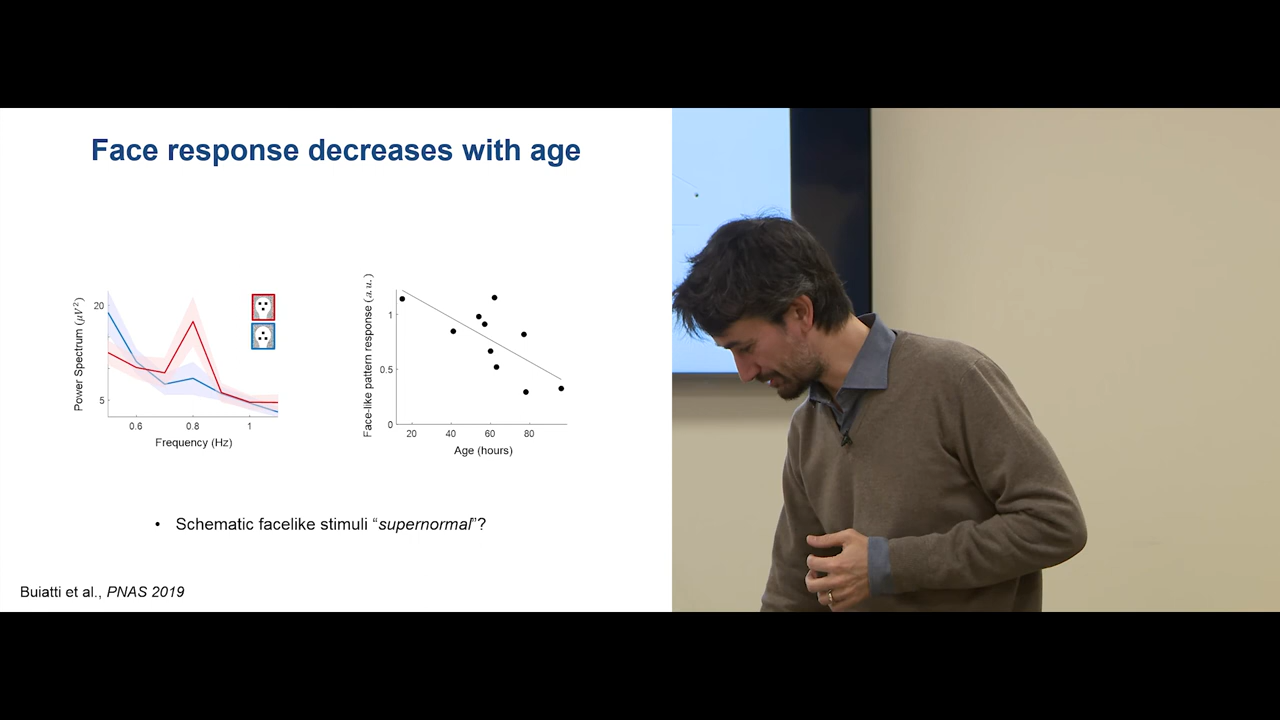 Face response decreases with age
Power Spectrum (μV²)
20
5
0.6
0.8
1
Frequency (Hz)
Face-like pattern response (a.u.)
1
0.5
0
20
40
60
80
Age (hours)
• Schematic facelike stimuli “supernormal”?
Buiatti et al., PNAS 2019